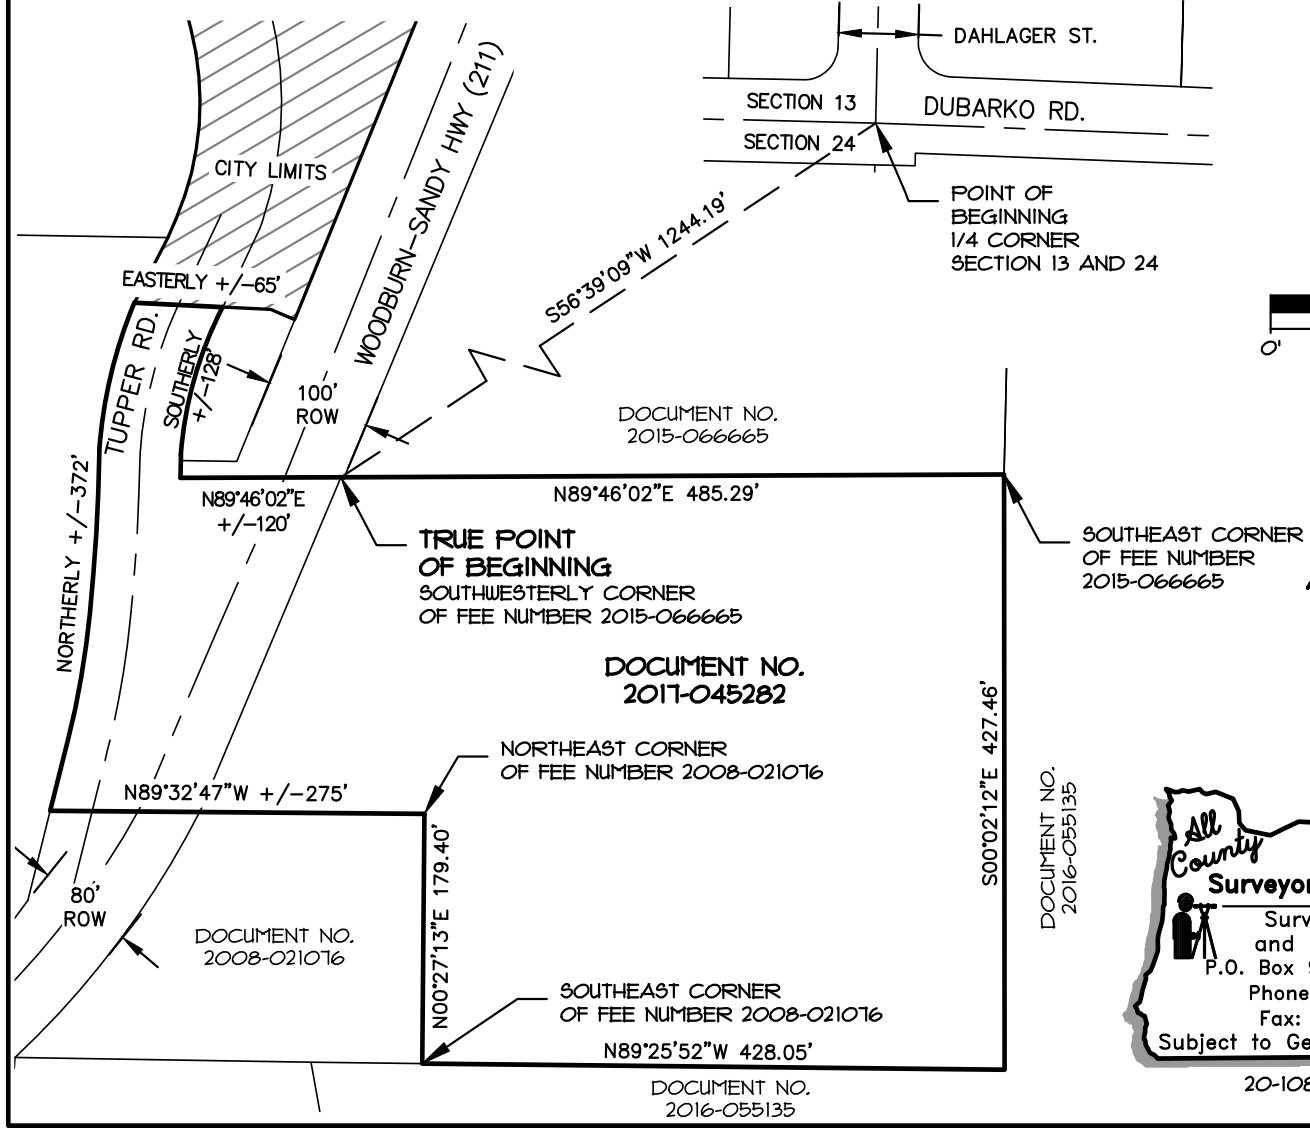 DAHLAGER ST.
SECTION 13
DUBARKO RD.
SECTION 24
CITY LIMITS
WOODBURN-SANDY HWY (211)
POINT OF
BEGINNING
1/4 CORNER
SECTION 13 AND 24
S56°39'09"W 1244.19'
EASTERLY +/-65'
TUPPER RD.
SOUTHERLY
+/-128'
0'
100'
ROW
DOCUMENT NO.
2015-066665
NORTHERLY +/-372'
N89°46'02"E
+/-120'
N89°46'02"E 485.29'
TRUE POINT
OF BEGINNING
SOUTHWESTERLY CORNER
OF FEE NUMBER 2015-066665
SOUTHEAST CORNER
OF FEE NUMBER
2015-066665
DOCUMENT NO.
2017-045282
S00°02'12"E 427.46'
NORTHEAST CORNER
OF FEE NUMBER 2008-021076
N89°32'47"W +/-275'
DOCUMENT NO.
2016-055135
N00°27'13"E 179.40'
80'
ROW
DOCUMENT NO.
2008-021076
SOUTHEAST CORNER
OF FEE NUMBER 2008-021076
N89°25'52"W 428.05'
DOCUMENT NO.
2016-055135
All
County
Surveyor
Surv
and
P.O. Box
Phone
Fax:
Subject to Ge
20-108